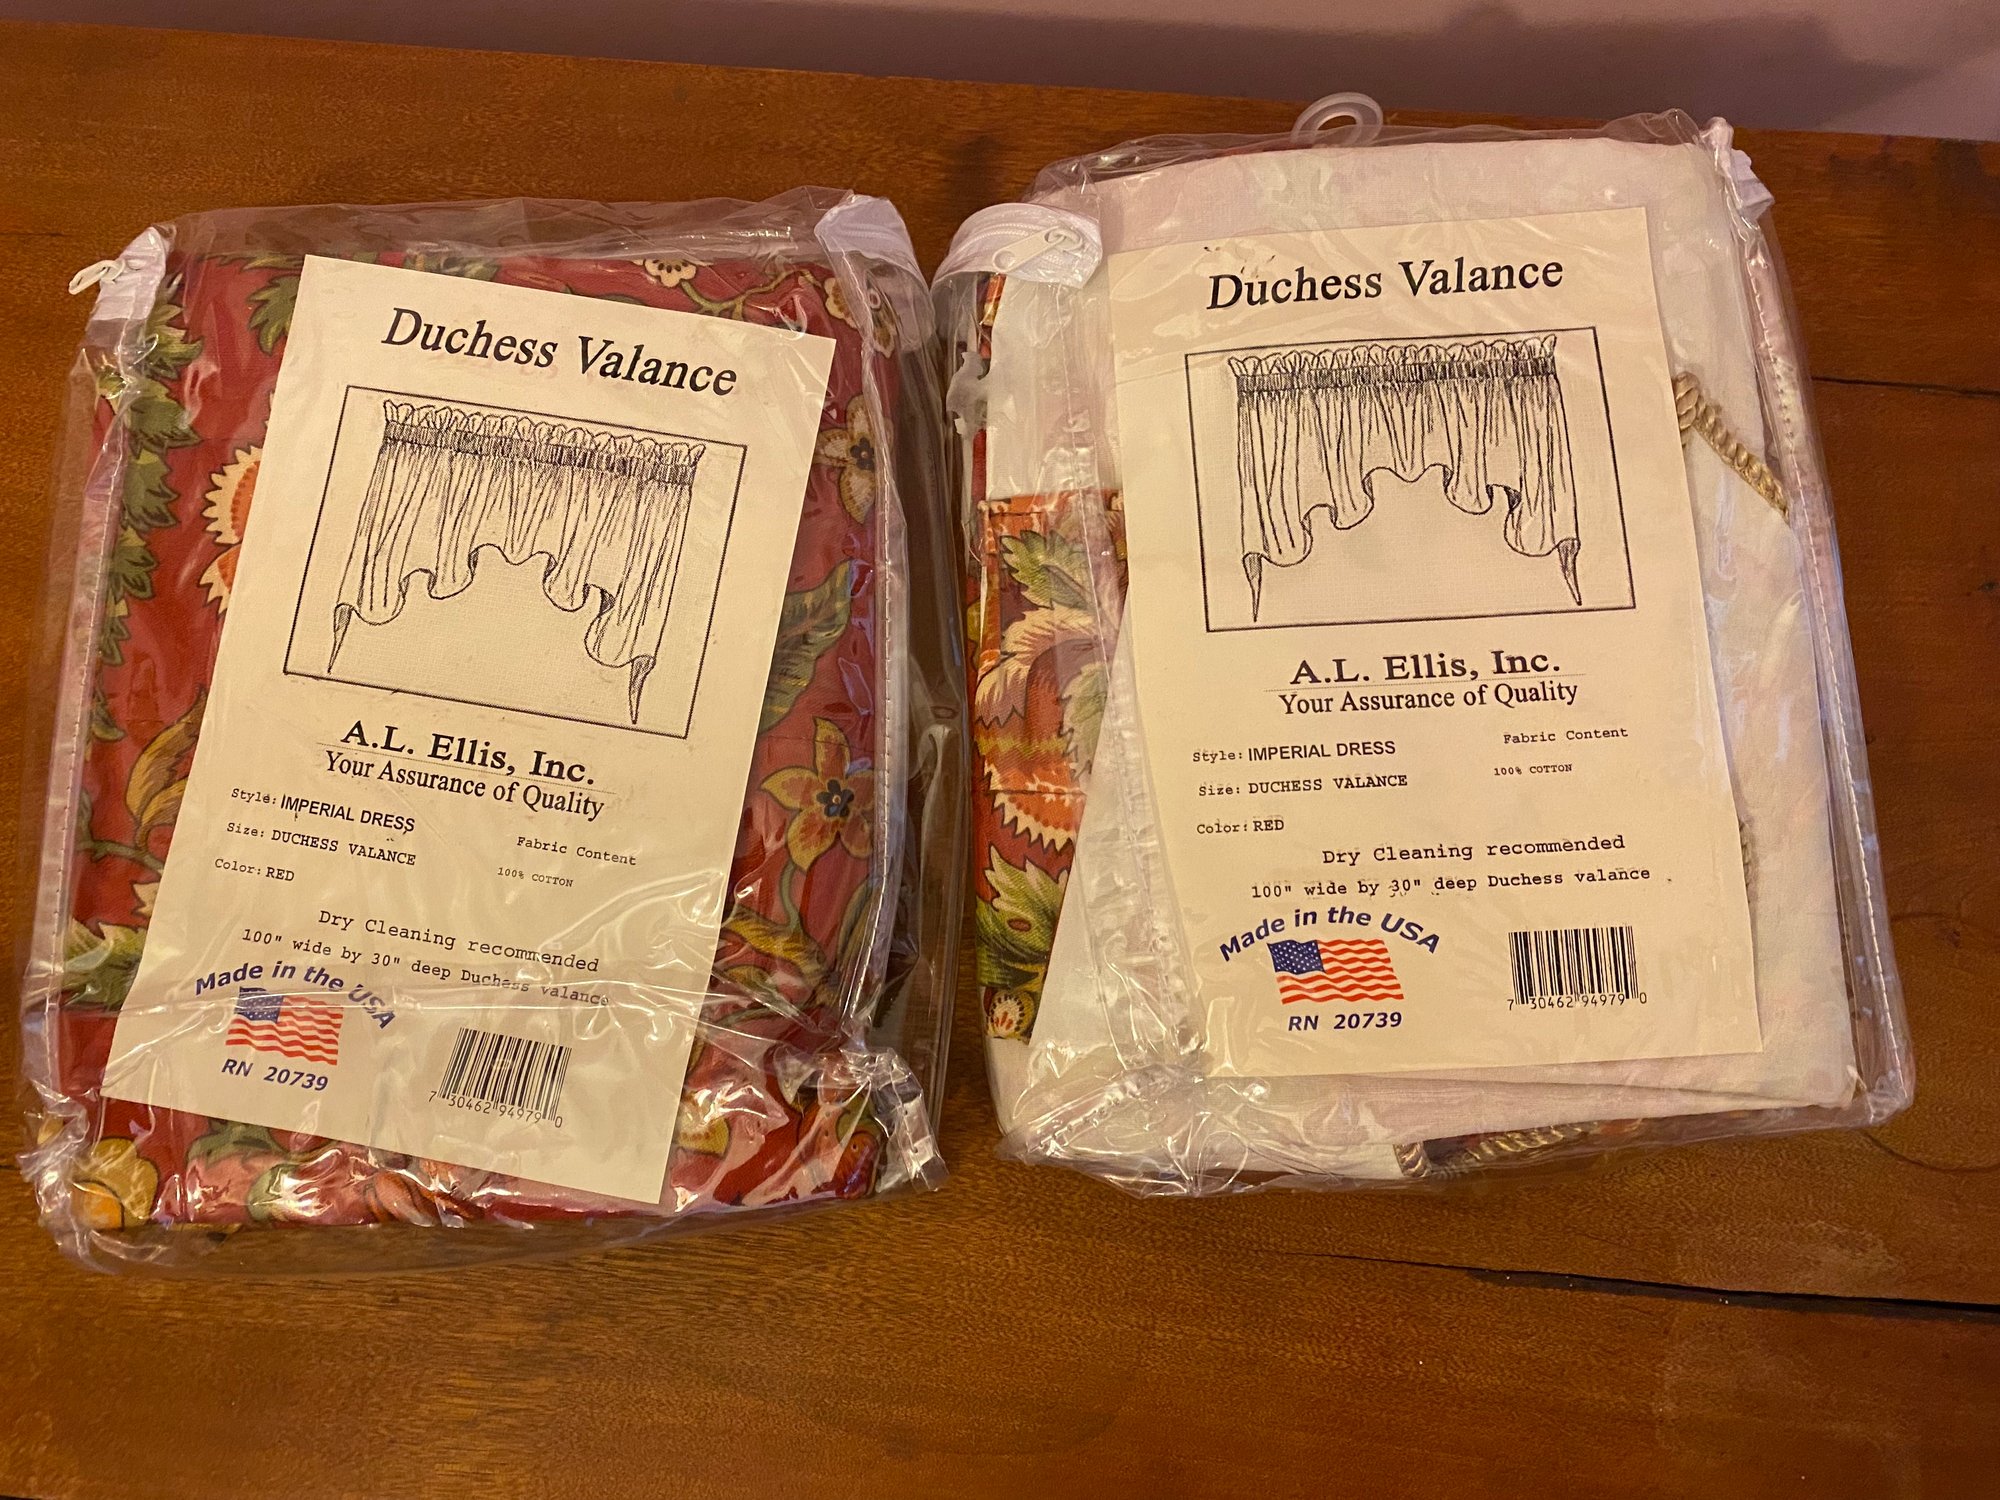 Duchess Valance
A.L. Ellis, Inc.
Your Assurance of Quality
Style: IMPERIAL DRESS
Size: DUCHESS VALANCE
Color: RED
Fabric Content
100% COTTON
Dry Cleaning recommended
100" wide by 30" deep Duchess valance
Made in the USA
RN 20739
7 30462 94979 0
Duchess Valance
A.L. Ellis, Inc.
Your Assurance of Quality
Style: IMPERIAL DRESS
Size: DUCHESS VALANCE
Color: RED
Fabric Content
100% COTTON
Dry Cleaning recommended
100" wide by 30" deep Duchess valance
Made in the USA
RN 20739
7 30462 94979 0